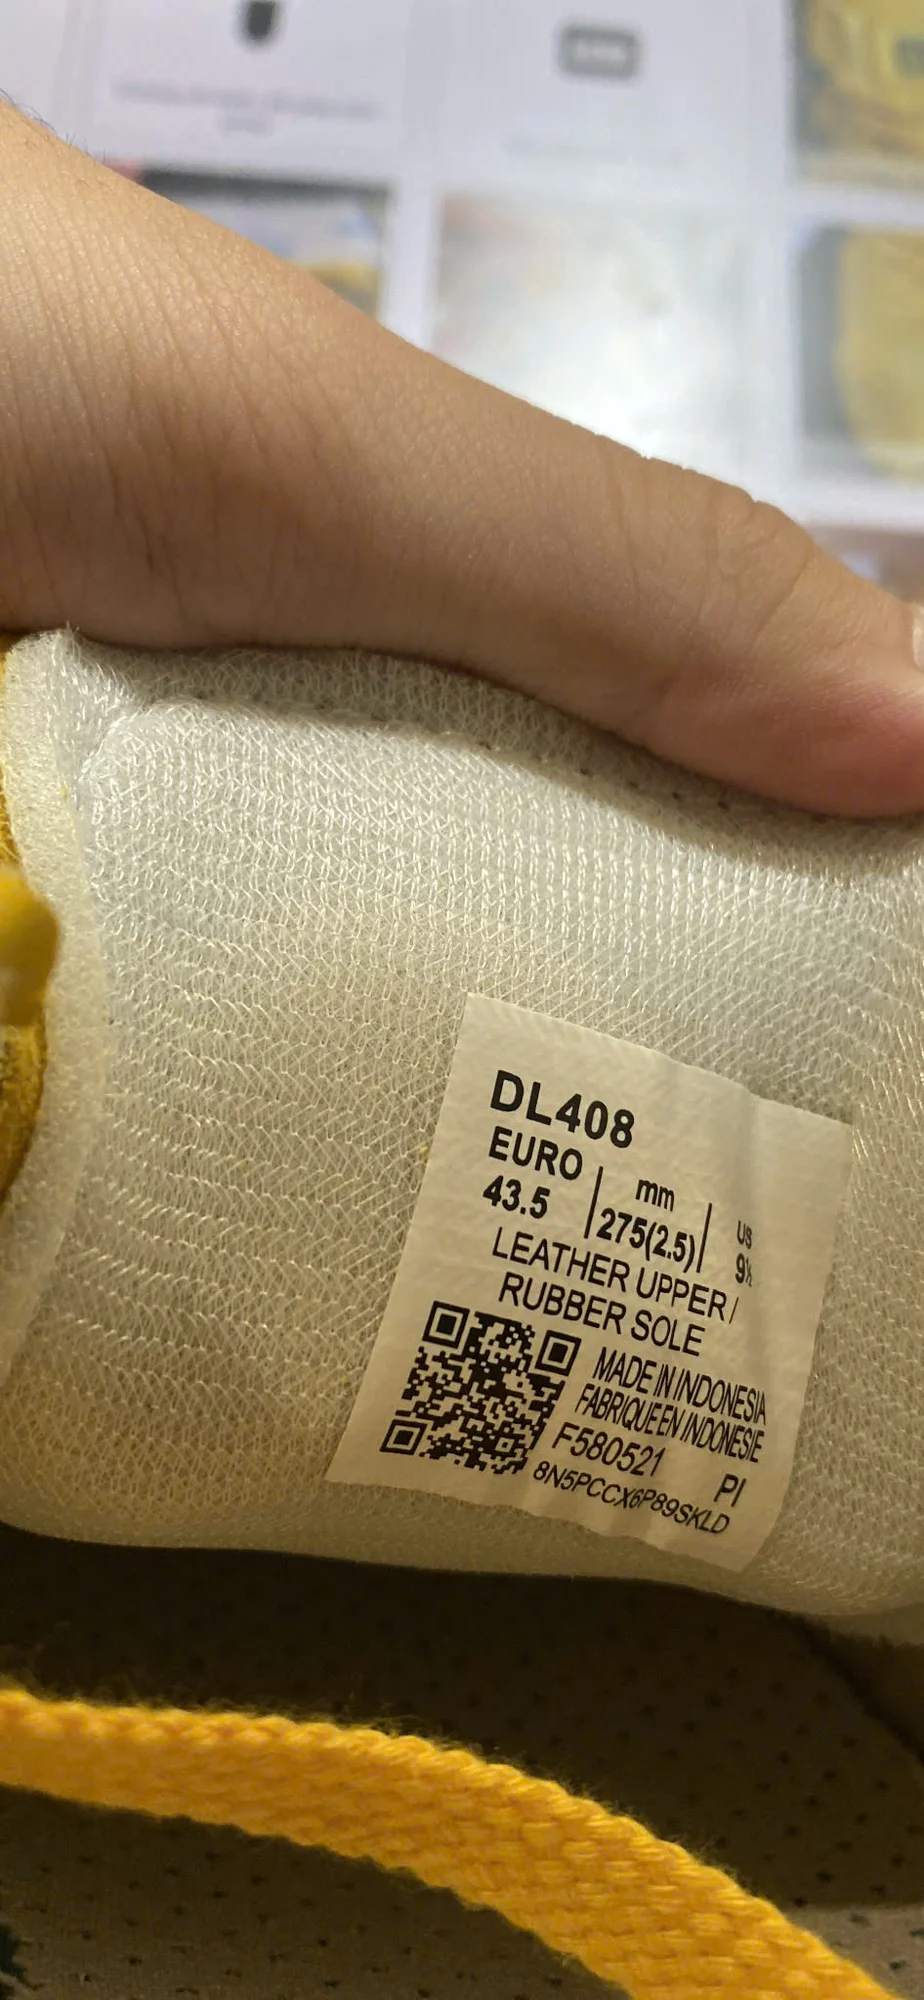 DL408
EURO
43.5
mm
275(2.5)
US
9½
LEATHER UPPER /
RUBBER SOLE
MADE IN INDONESIA
FABRIQUE EN INDONESIE
F580521 PI
8N5PCCX6P89SKLD